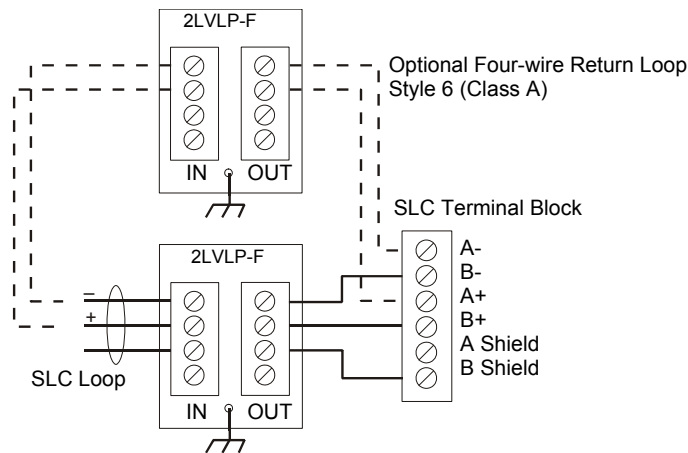 2LVLP-F
Optional Four-wire Return Loop
Style 6 (Class A)
IN OUT
SLC Terminal Block
A-
B-
A+
B+
A Shield
B Shield
2LVLP-F
–
+
SLC Loop
IN OUT